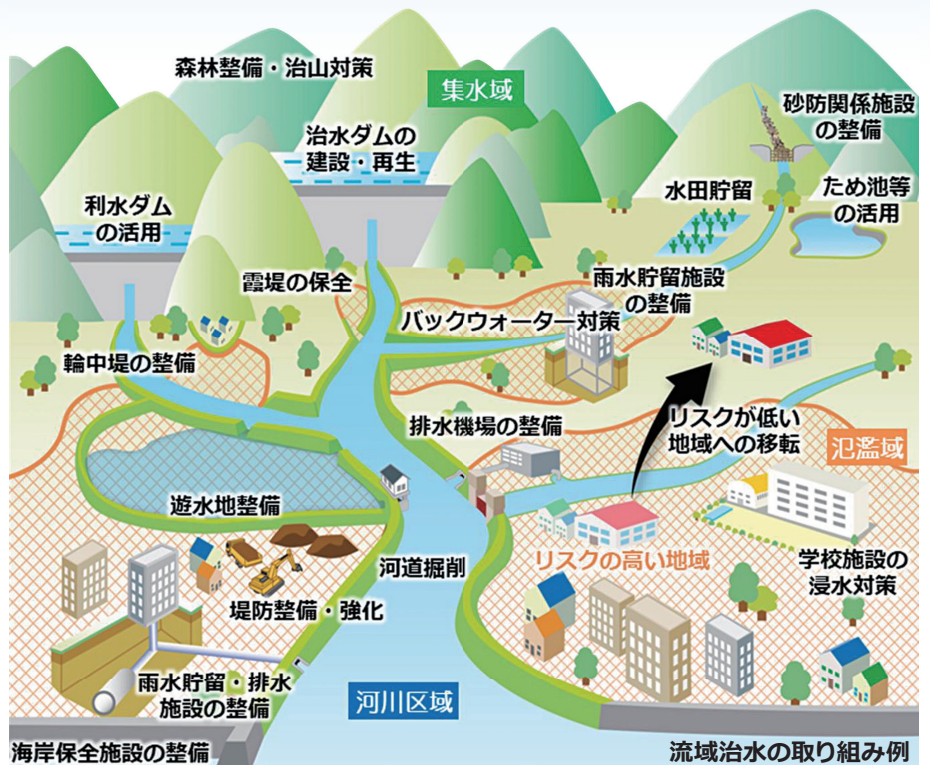 森林整備・治山対策
集水域
砂防関係施設
の整備
治水ダムの
建設・再生
水田貯留
ため池等
の活用
利水ダム
の活用
霞堤の保全
雨水貯留施設
の整備
バックウォーター対策
輪中堤の整備
排水機場の整備
リスクが低い
地域への移転
氾濫域
遊水地整備
リスクの高い地域
学校施設の
浸水対策
河道掘削
堤防整備・強化
雨水貯留・排水
施設の整備
河川区域
海岸保全施設の整備
流域治水の取り組み例